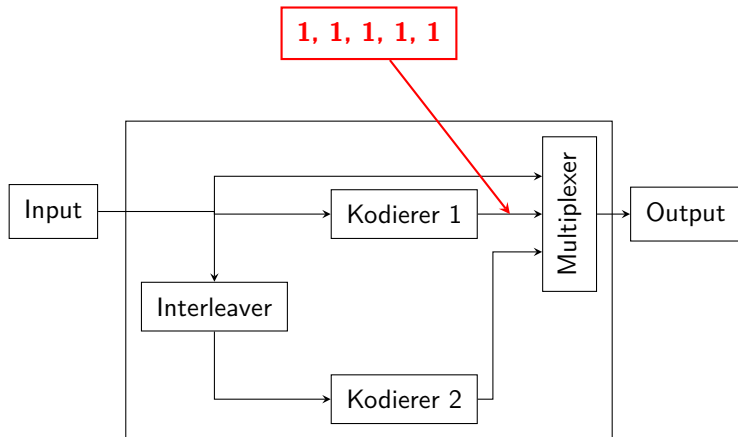 1, 1, 1, 1, 1
Input
Kodierer 1
Multiplexer
Output
Interleaver
Kodierer 2